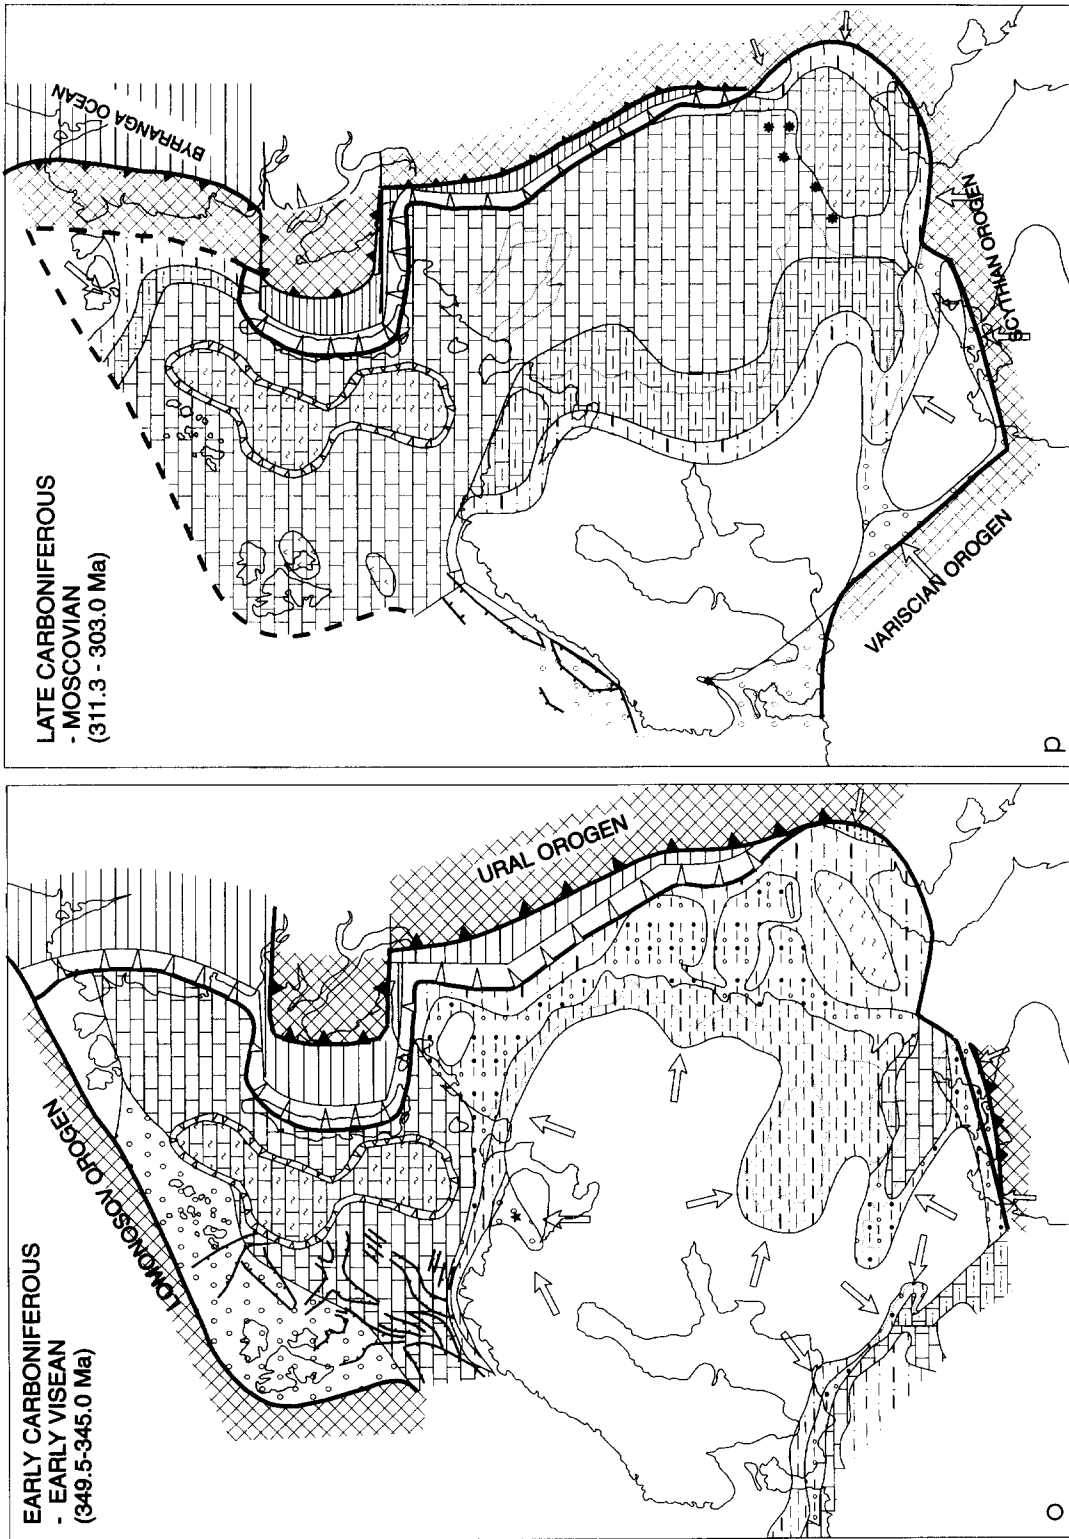 LATE CARBONIFEROUS
- MOSCOVIAN
(311.3 - 303.0 Ma)
BYRRANGA OCEAN
SCYTHIAN OROGEN
VARISCIAN OROGEN
p
EARLY CARBONIFEROUS
- EARLY VISEAN
(349.5-345.0 Ma)
LOMONOSOV OROGEN
URAL OROGEN
o